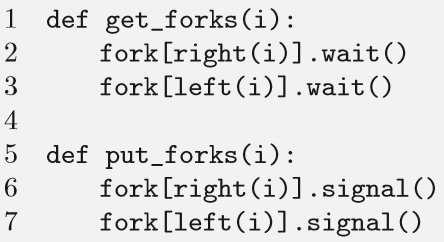 1 def get_forks(i):
2     fork[right(i)].wait()
3     fork[left(i)].wait()
4
5 def put_forks(i):
6     fork[right(i)].signal()
7     fork[left(i)].signal()